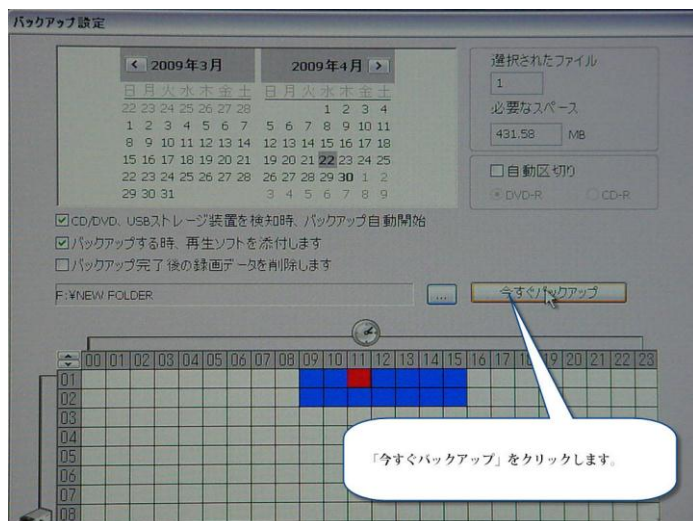 バックアップ設定
< 2009年3月
日 月 火 水 木 金 土
22 23 24 25 26 27 28
1 2 3 4 5 6 7
8 9 10 11 12 13 14
15 16 17 18 19 20 21
22 23 24 25 26 27 28
29 30 31
2009年4月 >
日 月 火 水 木 金 土
1 2 3 4
5 6 7 8 9 10 11
12 13 14 15 16 17 18
19 20 21 22 23 24 25
26 27 28 29 30 1 2
3 4 5 6 7 8 9
選択されたファイル
1
必要なスペース
431.58 MB
自動区切り
DVD-R CD-R
CD/DVD、USBストレージ装置を検知時、バックアップ自動開始
バックアップする時、再生ソフトを添付します
バックアップ完了後の録画データを削除します
F:¥NEW FOLDER
...
今すぐバックアップ
00 01 02 03 04 05 06 07 08 09 10 11 12 13 14 15 16 17 18 19 20 21 22 23
01
02
03
04
05
06
07
08
「今すぐバックアップ」をクリックします。